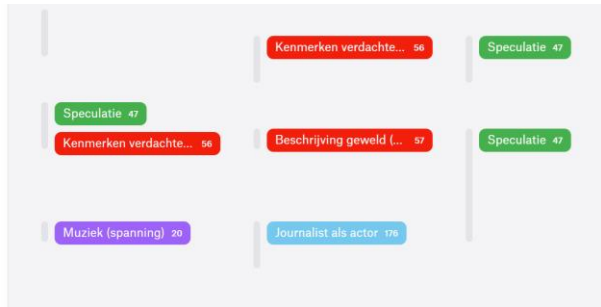 Kenmerken verdachte... 56
Speculatie 47
Speculatie 47
Kenmerken verdachte... 56
Beschrijving geweld (... 57
Speculatie 47
Muziek (spanning) 20
Journalist als actor 176